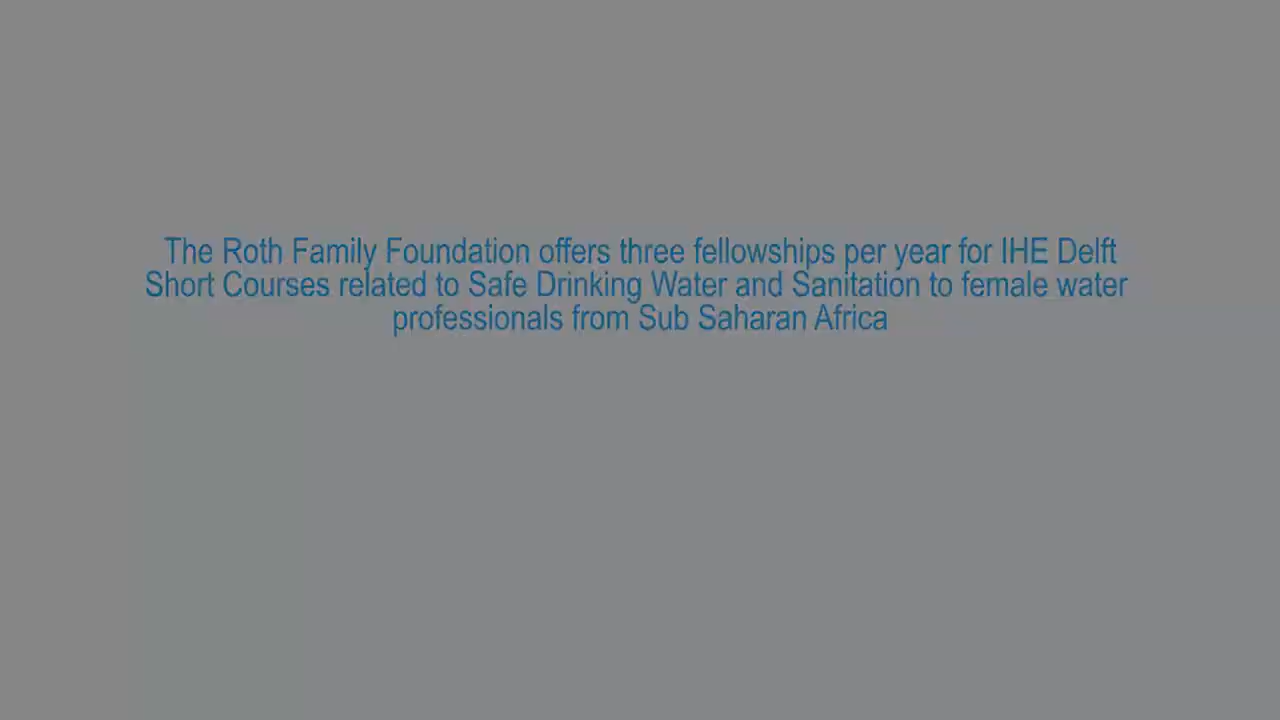 The Roth Family Foundation offers three fellowships per year for IHE Delft
Short Courses related to Safe Drinking Water and Sanitation to female water
professionals from Sub Saharan Africa